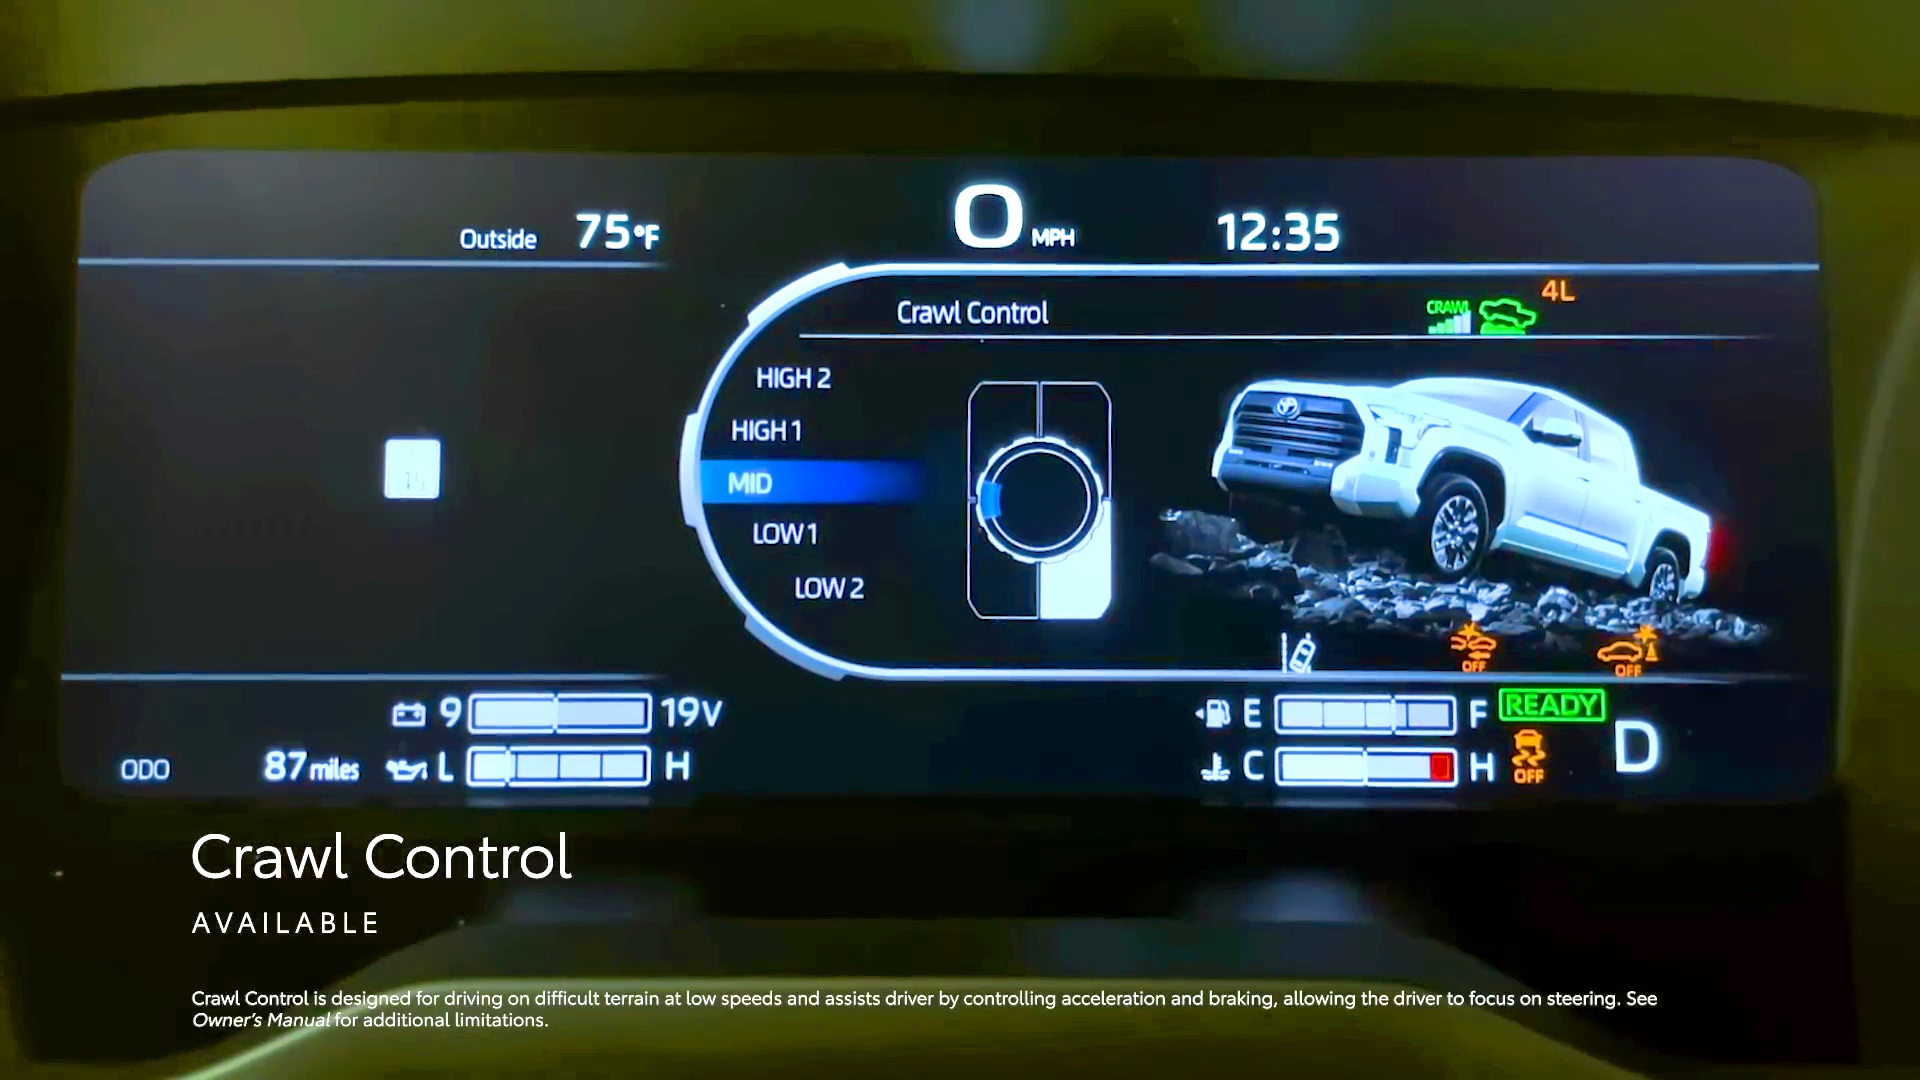 Outside 75°F
0 MPH
12:35
Crawl Control
CRAWL
4L
HIGH 2
HIGH 1
MID
LOW 1
LOW 2
OFF
OFF
9 19V
E F
READY
ODO 87 miles
L H
C H
OFF
D
Crawl Control
AVAILABLE
Crawl Control is designed for driving on difficult terrain at low speeds and assists driver by controlling acceleration and braking, allowing the driver to focus on steering. See
Owner's Manual for additional limitations.